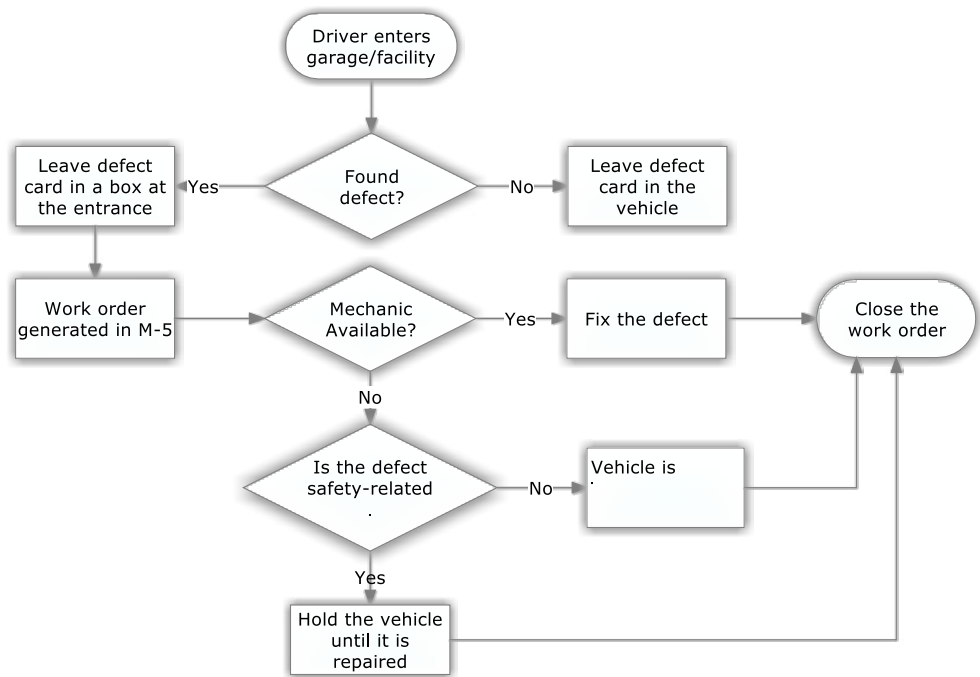 Driver enters
garage/facility
Found
defect?
Yes
No
Leave defect
card in a box at
the entrance
Leave defect
card in the
vehicle
Work order
generated in M-5
Mechanic
Available?
Yes
Fix the defect
Close the
work order
No
Is the defect
safety-related
.
No
Vehicle is
.
Yes
Hold the vehicle
until it is
repaired